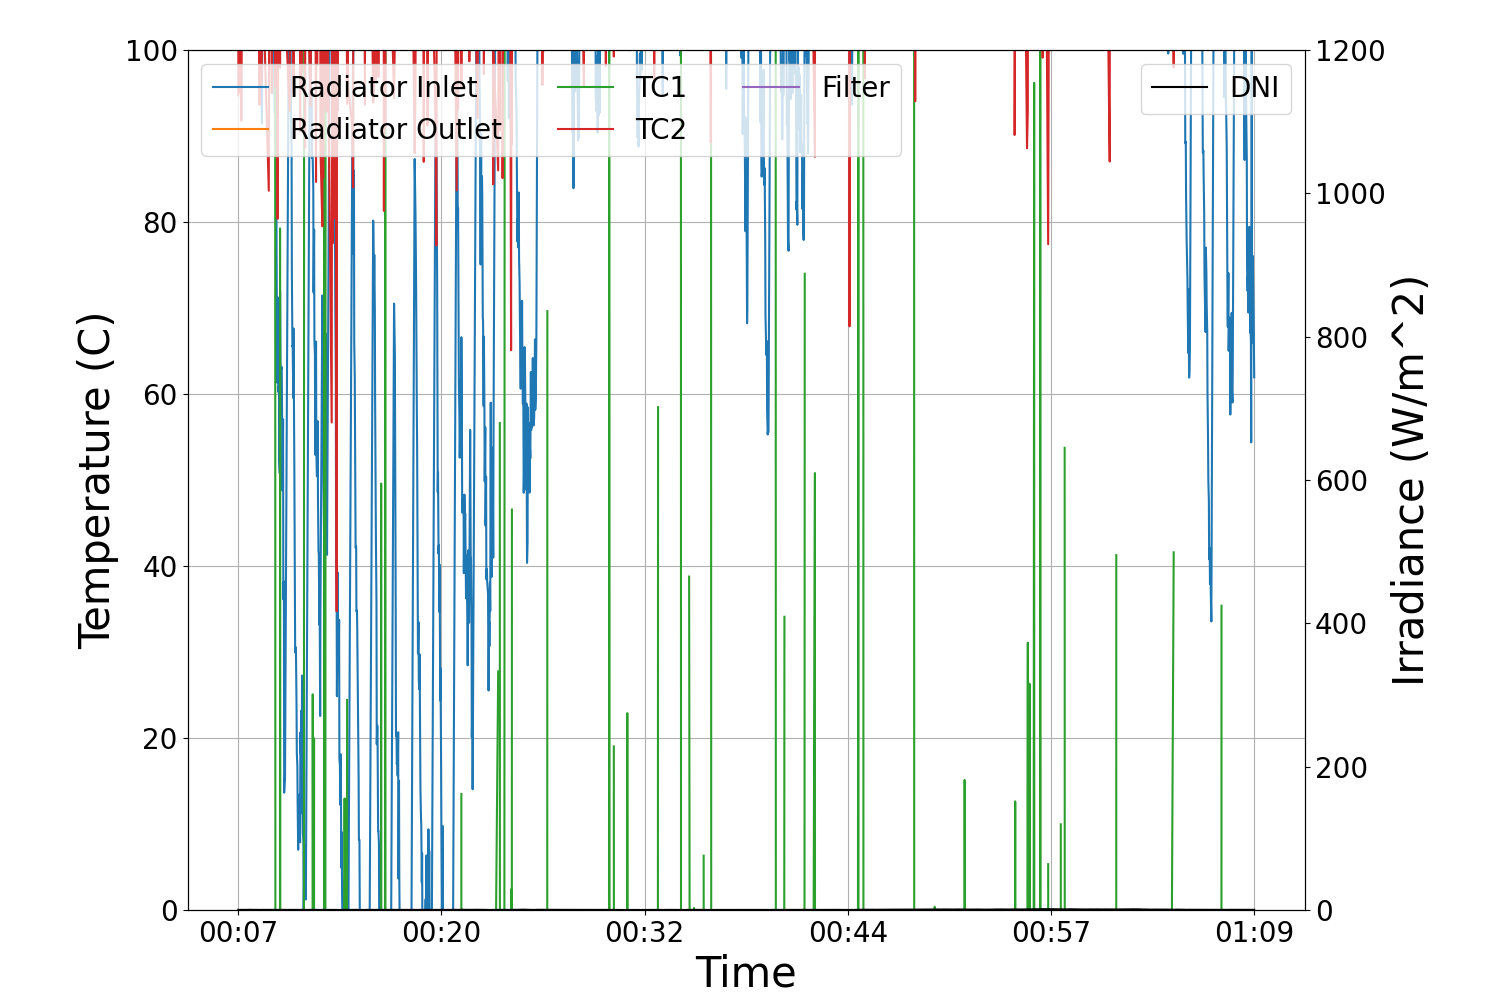 100
80
60
40
20
0
Temperature (C)
Radiator Inlet
Radiator Outlet
TC1
TC2
Filter
DNI
1200
1000
800
600
400
200
0
Irradiance (W/m^2)
00:07 00:20 00:32 00:44 00:57 01:09
Time